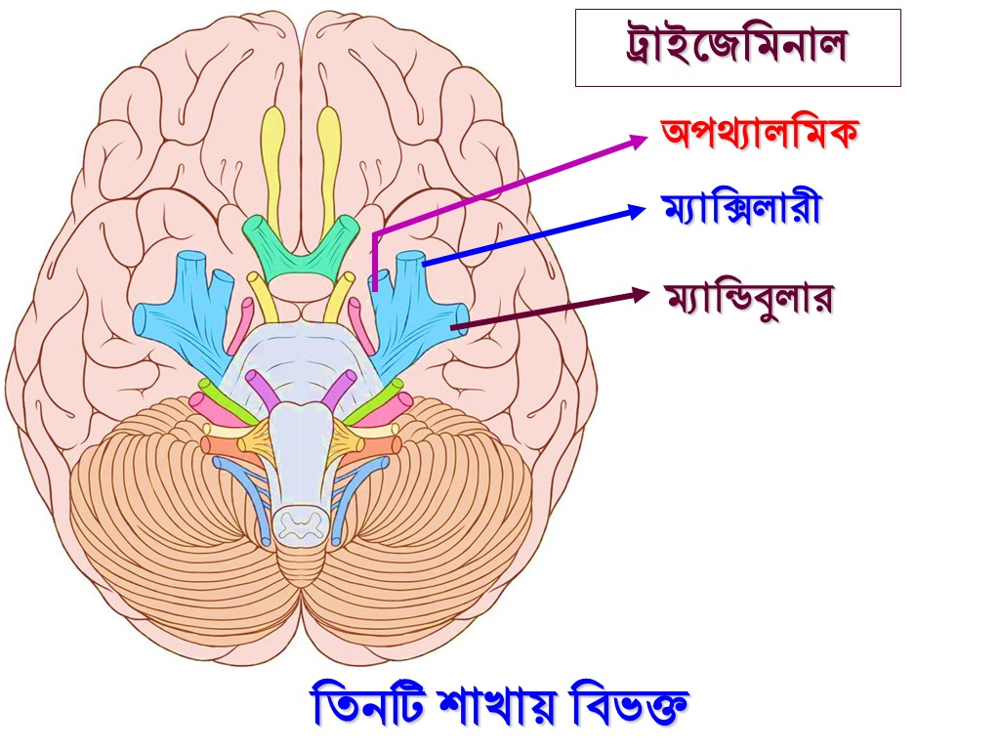 ট্রাইজেমিনাল
অপথ্যালমিক
ম্যাক্সিলারী
ম্যান্ডিবুলার
তিনটি শাখায় বিভক্ত